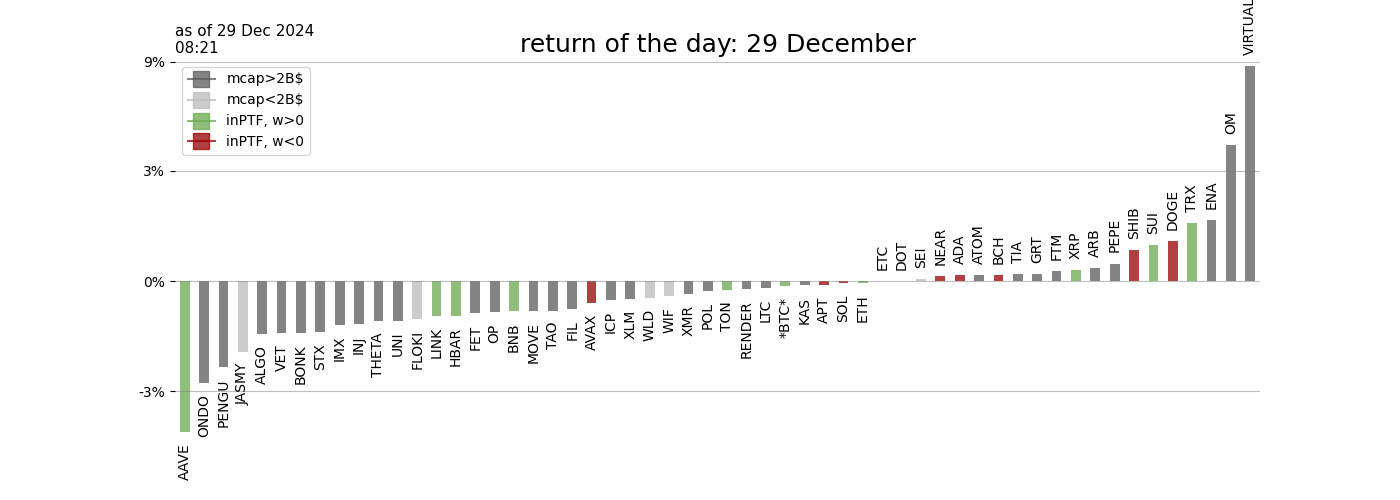 as of 29 Dec 2024
08:21
return of the day: 29 December
9%
3%
0%
-3%
mcap>2B$
mcap<2B$
inPTF, w>0
inPTF, w<0
AAVE
ONDO
PENGU
JASMY
ALGO
VET
BONK
STX
IMX
INJ
THETA
UNI
FLOKI
LINK
HBAR
FET
OP
BNB
MOVE
TAO
FIL
AVAX
ICP
XLM
WLD
WIF
XMR
POL
TON
RENDER
LTC
*BTC*
KAS
APT
SOL
ETH
ETC
DOT
SEI
NEAR
ADA
ATOM
BCH
TIA
GRT
FTM
XRP
ARB
PEPE
SHIB
SUI
DOGE
TRX
ENA
OM
VIRTUAL